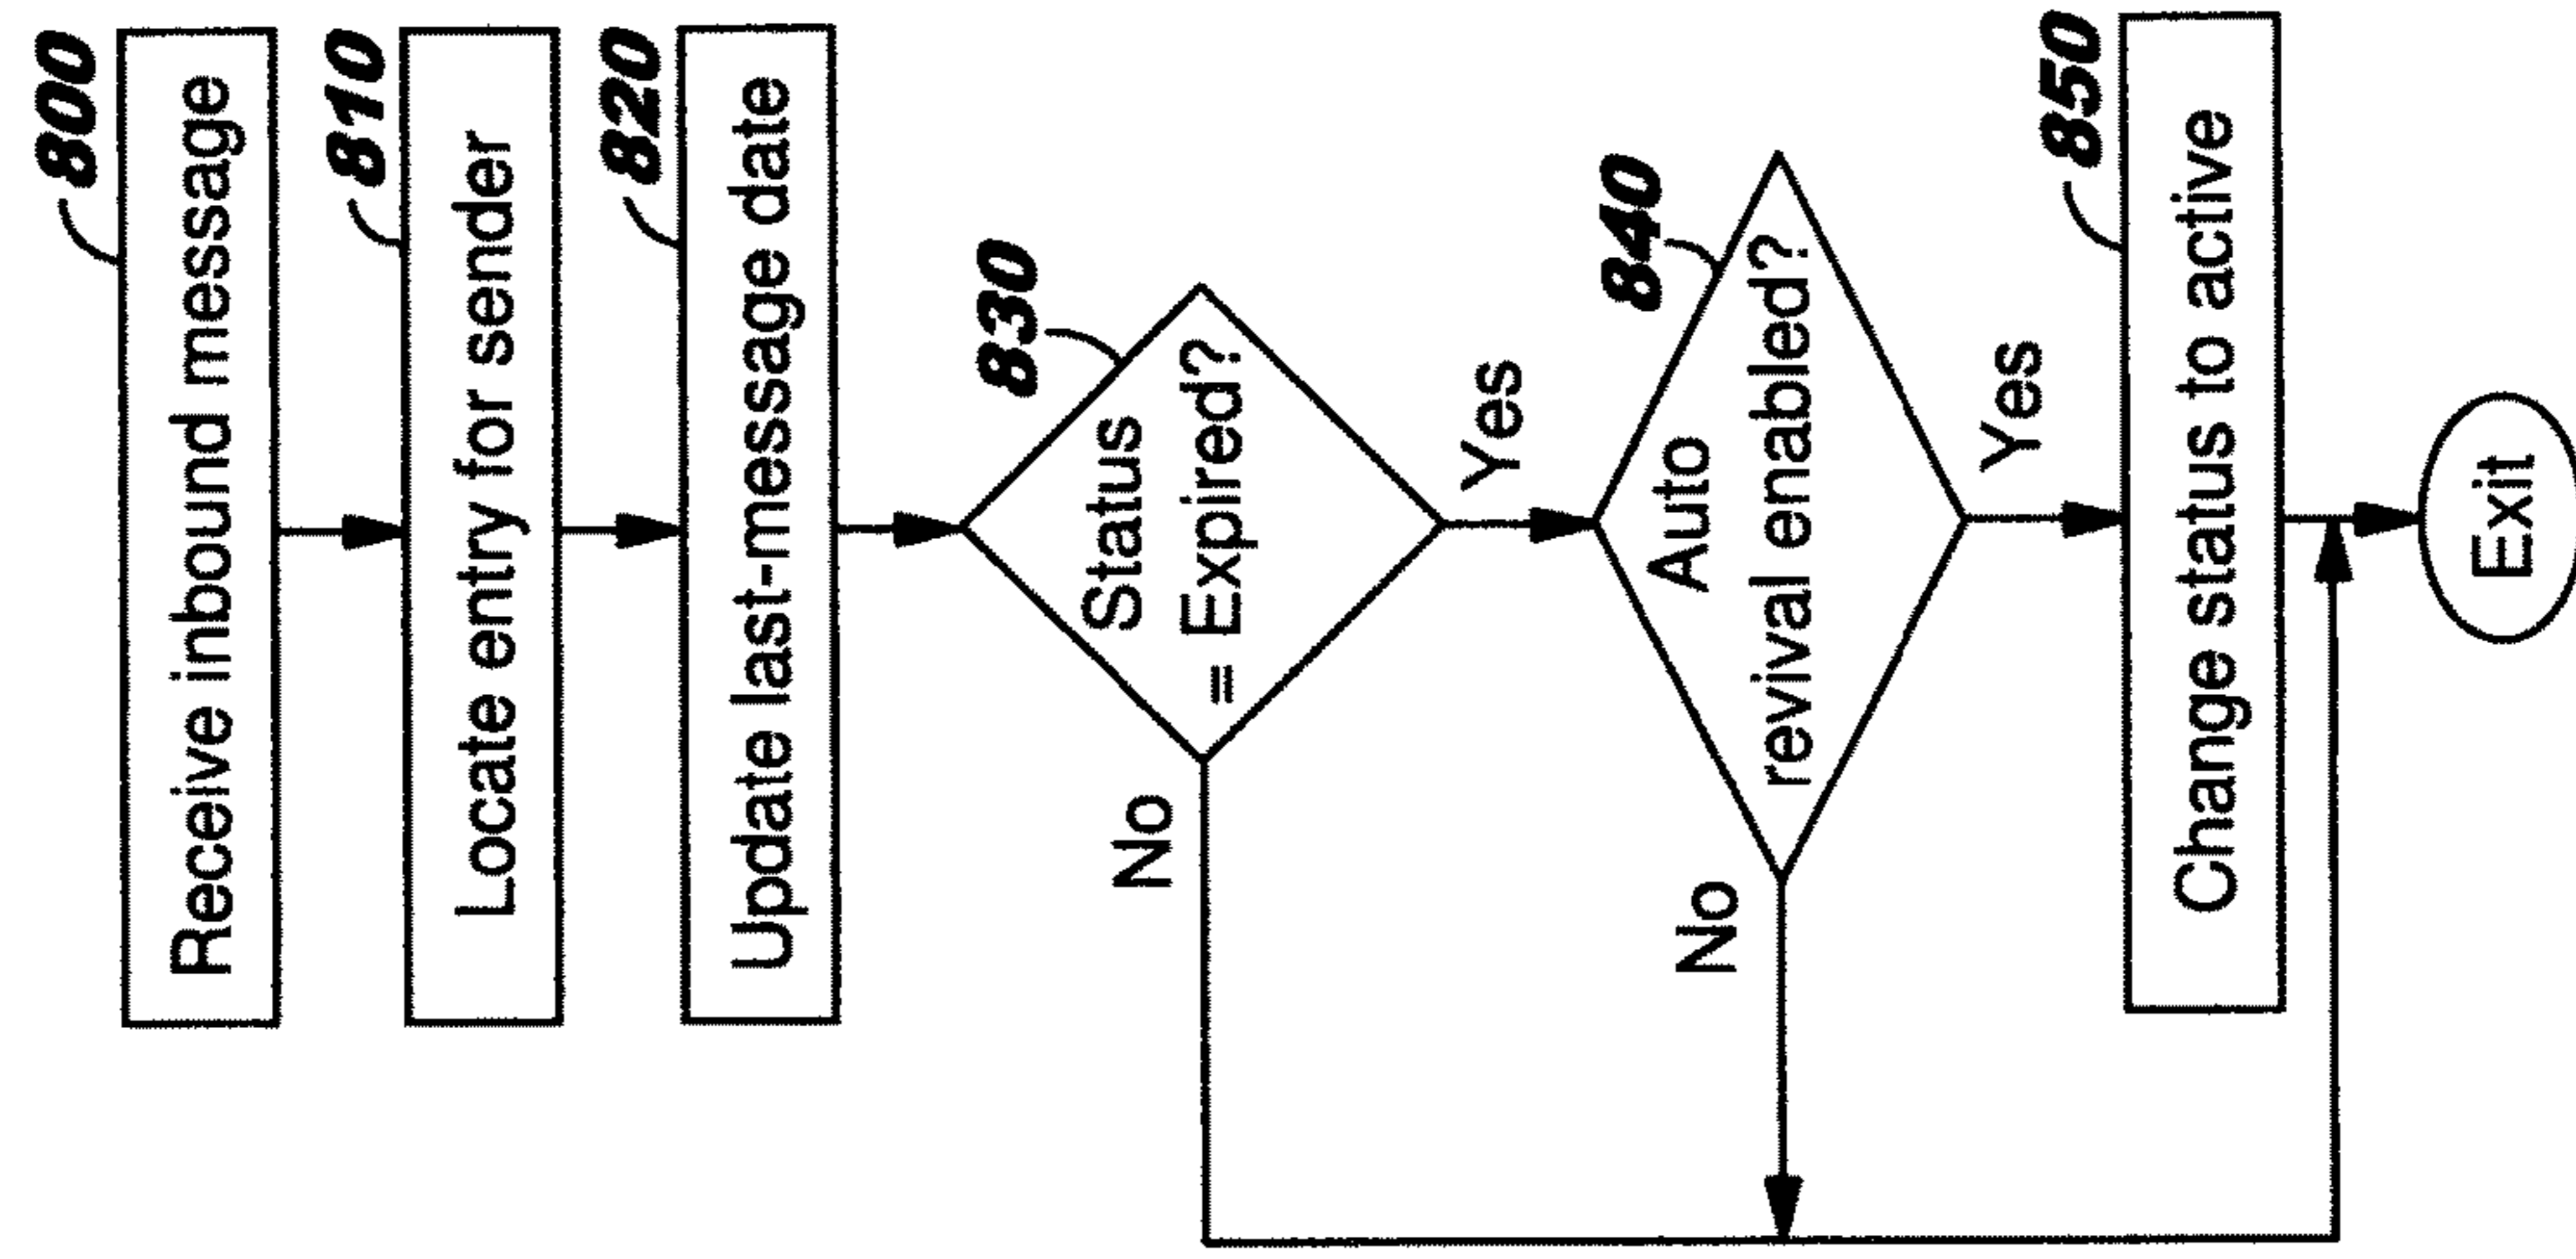 800
Receive inbound message
810
Locate entry for sender
820
Update last-message date
830
Status
= Expired?
No
Yes
840
Auto
revival enabled?
No
Yes
850
Change status to active
Exit